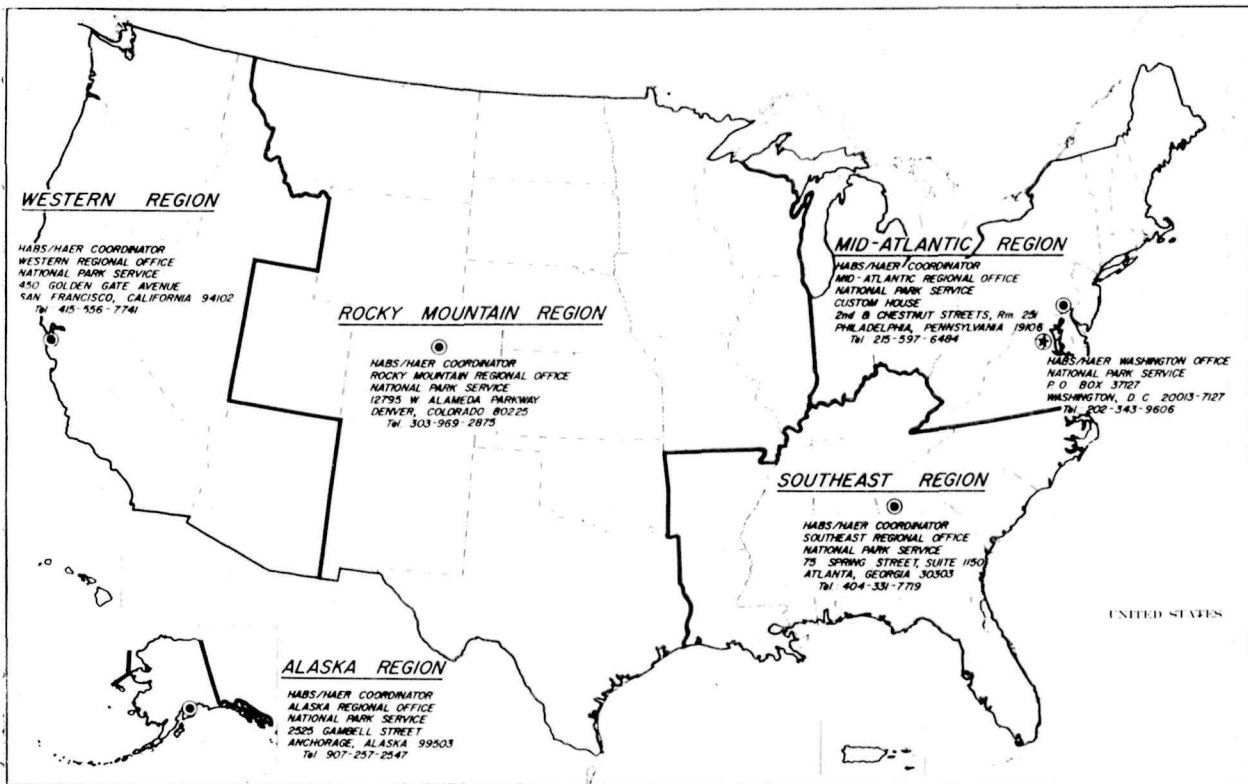 WESTERN REGION
HABS/HAER COORDINATOR
WESTERN REGIONAL OFFICE
NATIONAL PARK SERVICE
450 GOLDEN GATE AVENUE
SAN FRANCISCO, CALIFORNIA 94102
Tel 415-556-7741
ROCKY MOUNTAIN REGION
HABS/HAER COORDINATOR
ROCKY MOUNTAIN REGIONAL OFFICE
NATIONAL PARK SERVICE
12795 W ALAMEDA PARKWAY
DENVER, COLORADO 80225
Tel. 303-969-2875
MID-ATLANTIC REGION
HABS/HAER COORDINATOR
MID-ATLANTIC REGIONAL OFFICE
NATIONAL PARK SERVICE
CUSTOM HOUSE
2nd & CHESTNUT STREETS, Rm 251
PHILADELPHIA, PENNSYLVANIA 19106
Tel 215-597-6484
HABS/HAER WASHINGTON OFFICE
NATIONAL PARK SERVICE
P O BOX 37127
WASHINGTON, D C 20013-7127
Tel 202-343-9606
SOUTHEAST REGION
HABS/HAER COORDINATOR
SOUTHEAST REGIONAL OFFICE
NATIONAL PARK SERVICE
75 SPRING STREET, SUITE 1150
ATLANTA, GEORGIA 30303
Tel 404-331-7719
UNITED STATES
ALASKA REGION
HABS/HAER COORDINATOR
ALASKA REGIONAL OFFICE
NATIONAL PARK SERVICE
2525 GAMBELL STREET
ANCHORAGE, ALASKA 99503
Tel 907-257-2547